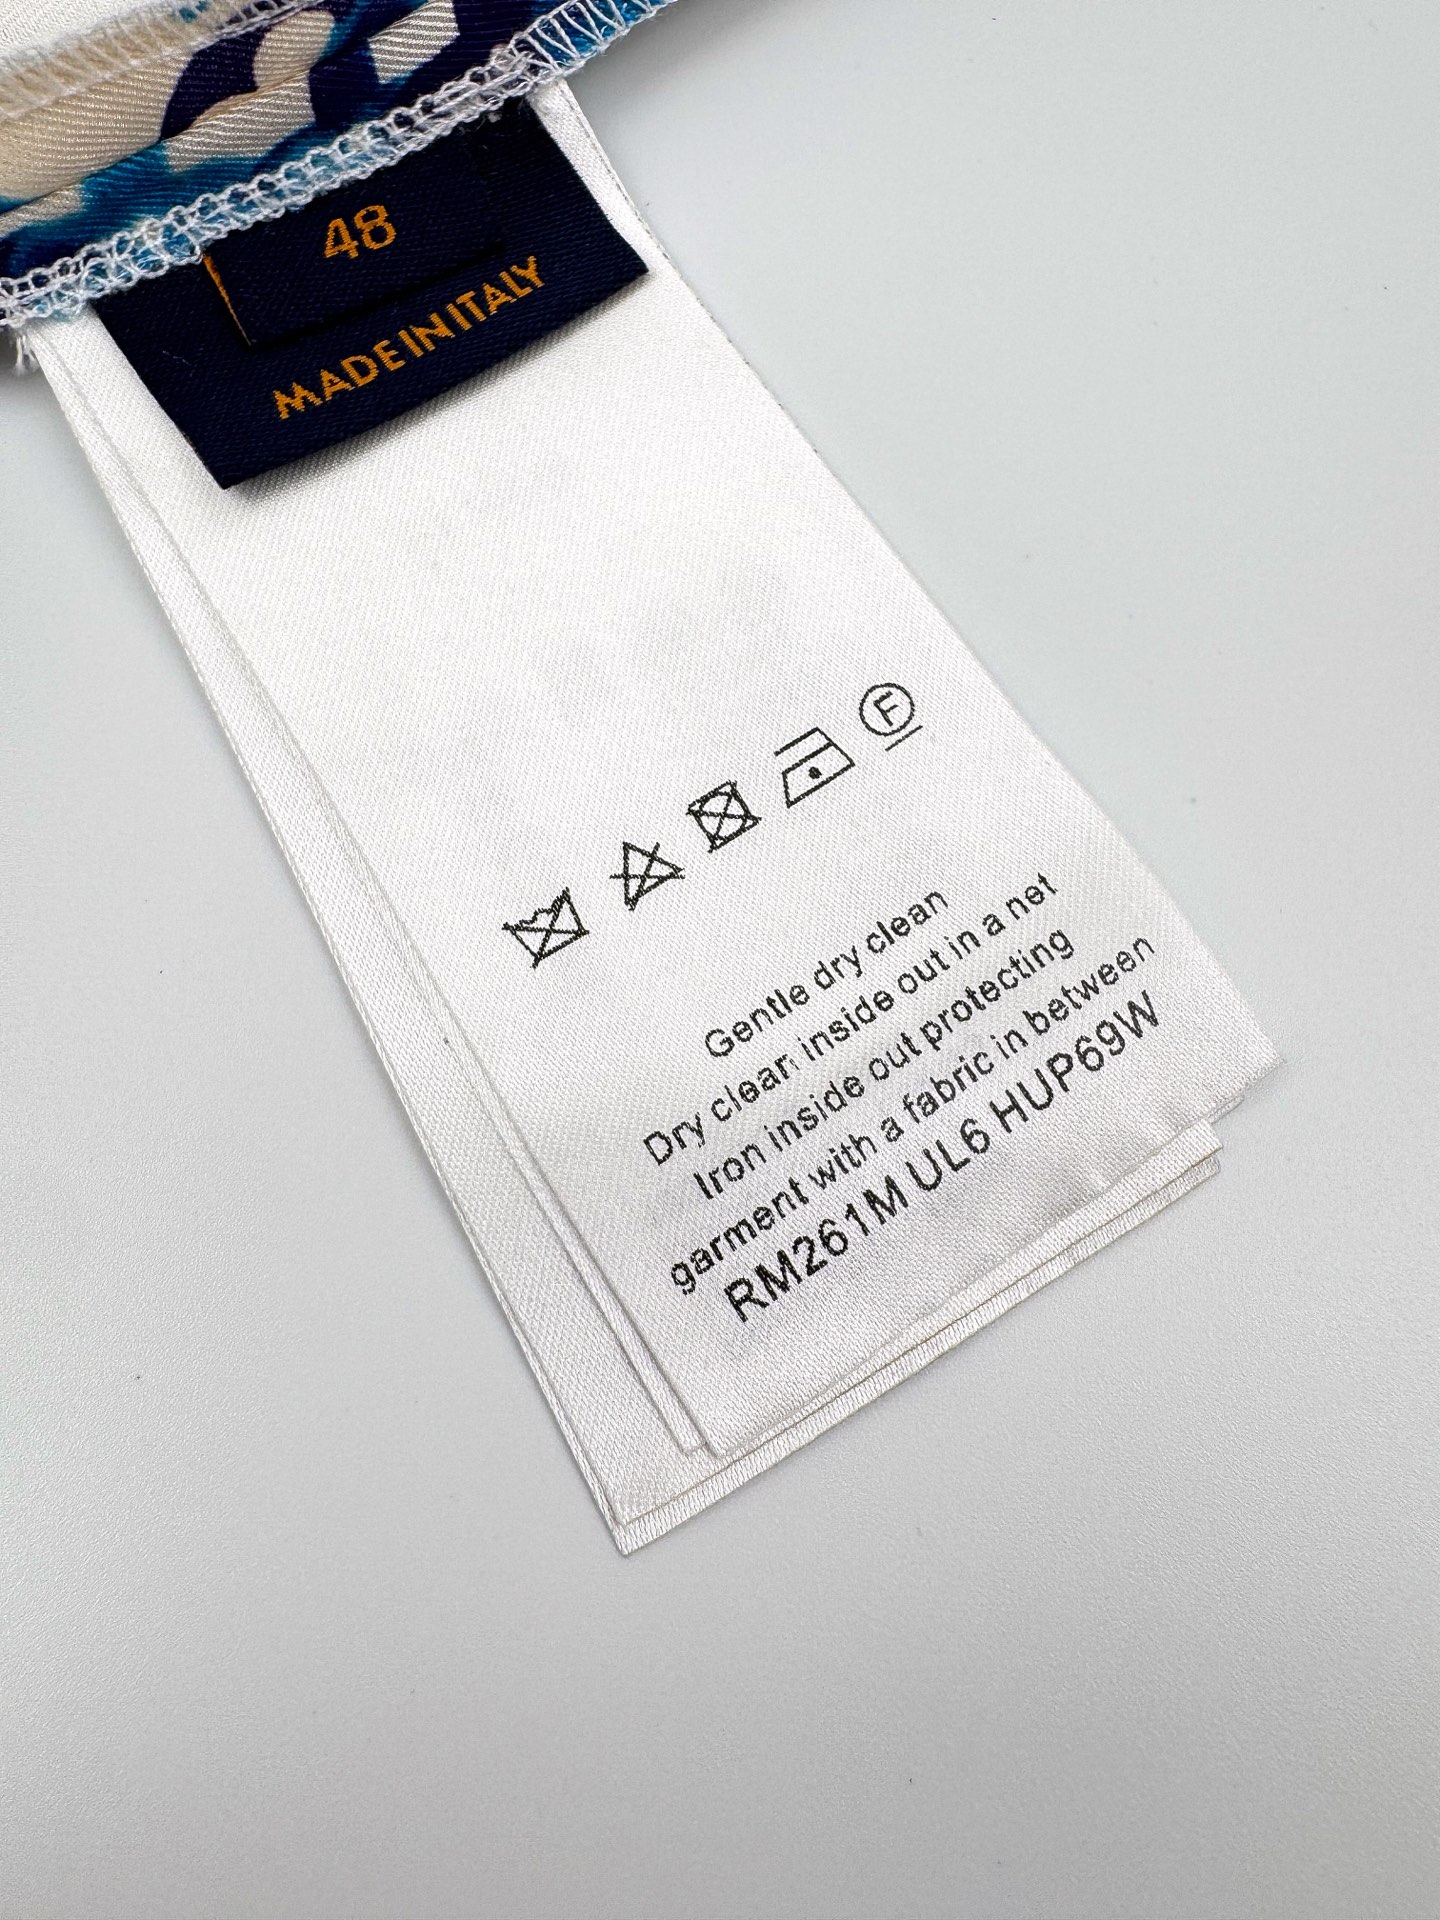 48
MADE IN ITALY
F
Gentle dry clean
Dry clean inside out in a net
Iron inside out protecting
garment with a fabric in between
RM261M UL6 HUP69W